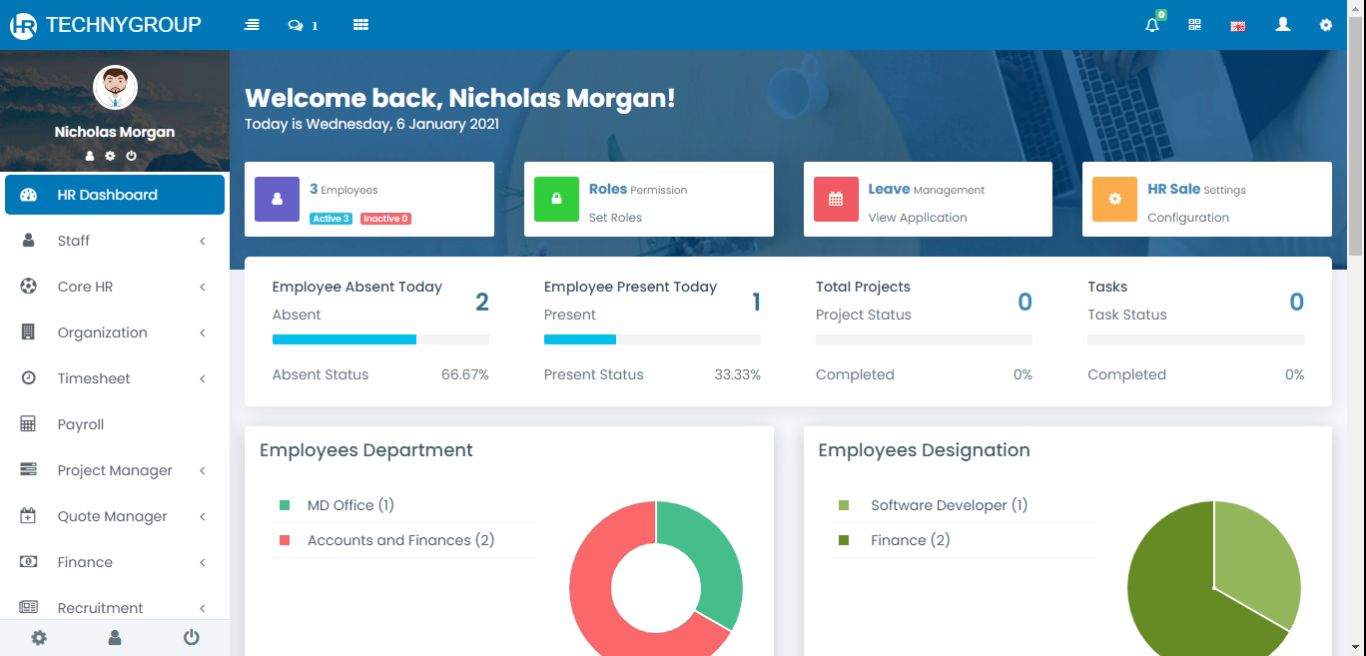 HR TECHNYGROUP
1
0
Nicholas Morgan
HR Dashboard
Staff
Core HR
Organization
Timesheet
Payroll
Project Manager
Quote Manager
Finance
Recruitment
Welcome back, Nicholas Morgan!
Today is Wednesday, 6 January 2021
3 Employees
Active 3 Inactive 0
Roles Permission
Set Roles
Leave Management
View Application
HR Sale Settings
Configuration
Employee Absent Today
2
Absent
Absent Status 66.67%
Employee Present Today
1
Present
Present Status 33.33%
Total Projects
0
Project Status
Completed 0%
Tasks
0
Task Status
Completed 0%
Employees Department
MD Office (1)
Accounts and Finances (2)
Employees Designation
Software Developer (1)
Finance (2)